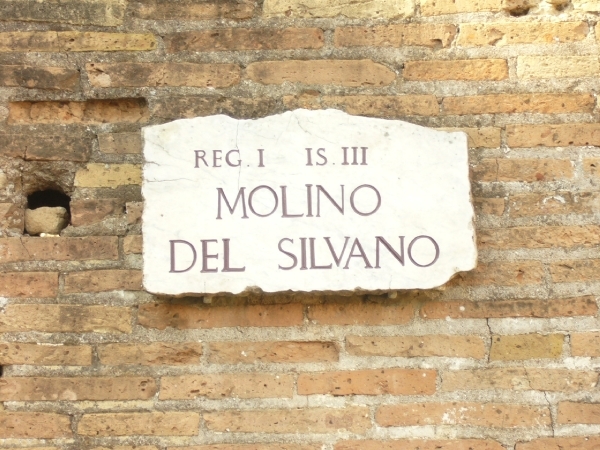 REG. I IS. III
MOLINO
DEL SILVANO